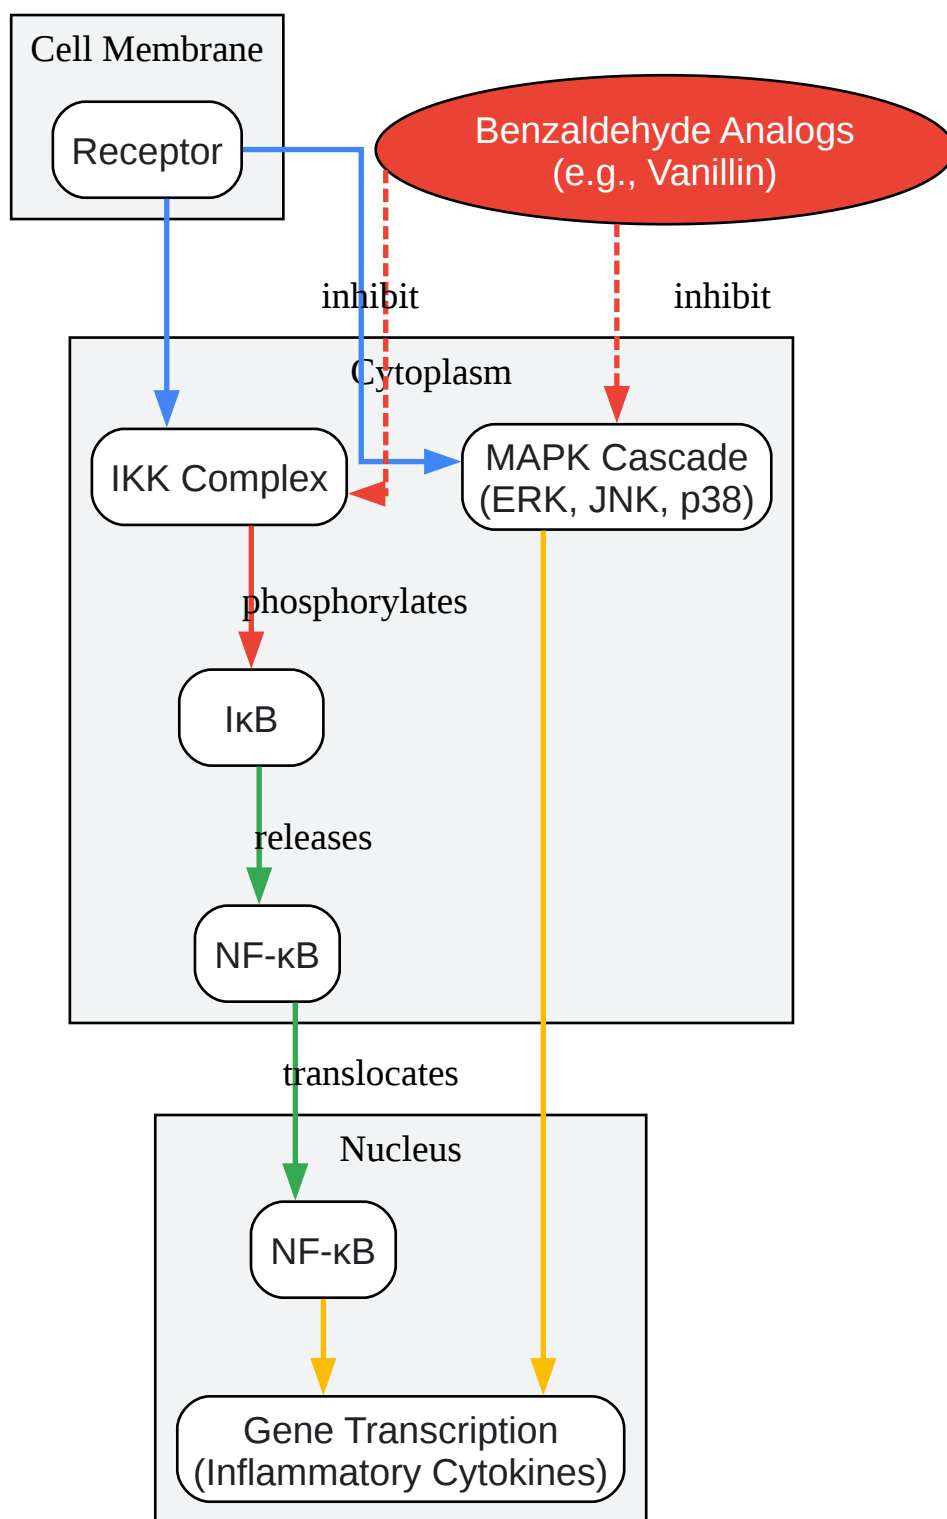 Cell Membrane
Receptor
Benzaldehyde Analogs
(e.g., Vanillin)
inhibit
inhibit
Cytoplasm
IKK Complex
MAPK Cascade
(ERK, JNK, p38)
phosphorylates
IκB
releases
NF-κB
translocates
Nucleus
NF-κB
Gene Transcription
(Inflammatory Cytokines)